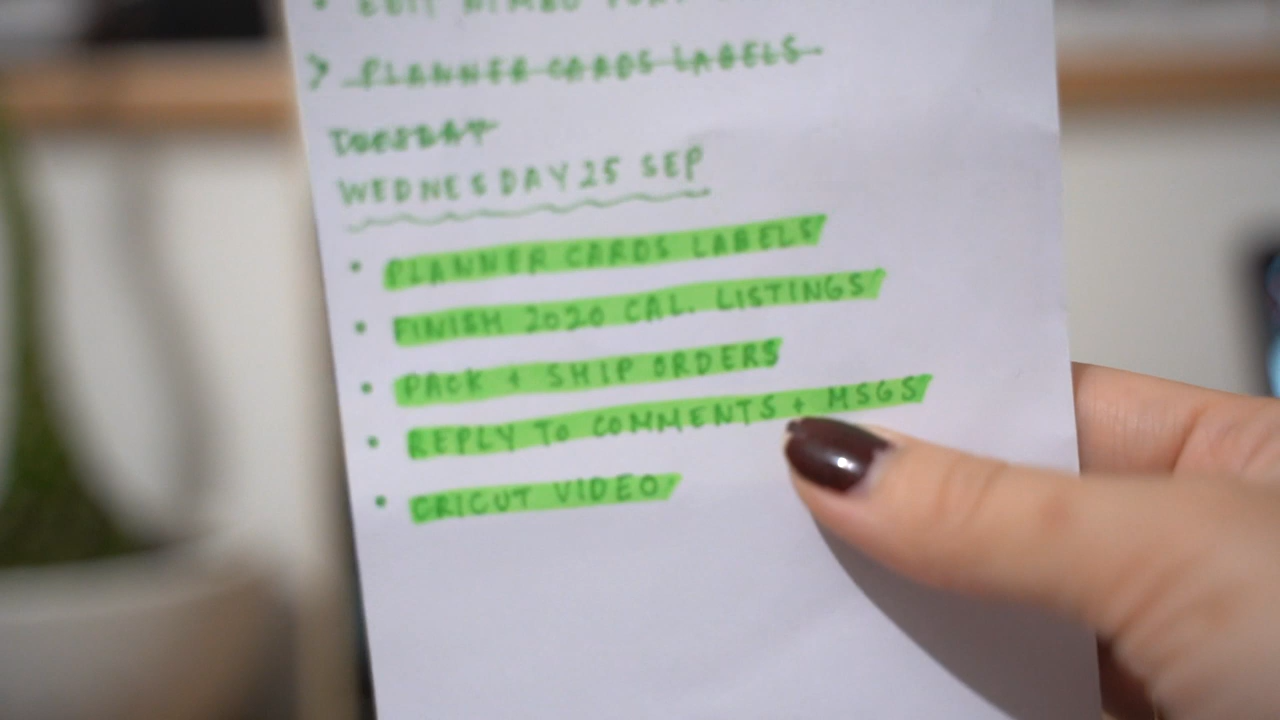 • EDIT
> PLANNER CARDS LABELS
TUESDAY
WEDNESDAY 25 SEP
• PLANNER CARDS LABELS
• FINISH 2020 CAL. LISTINGS
• PACK + SHIP ORDERS
• REPLY TO COMMENTS + MSGS
• CRICUT VIDEO